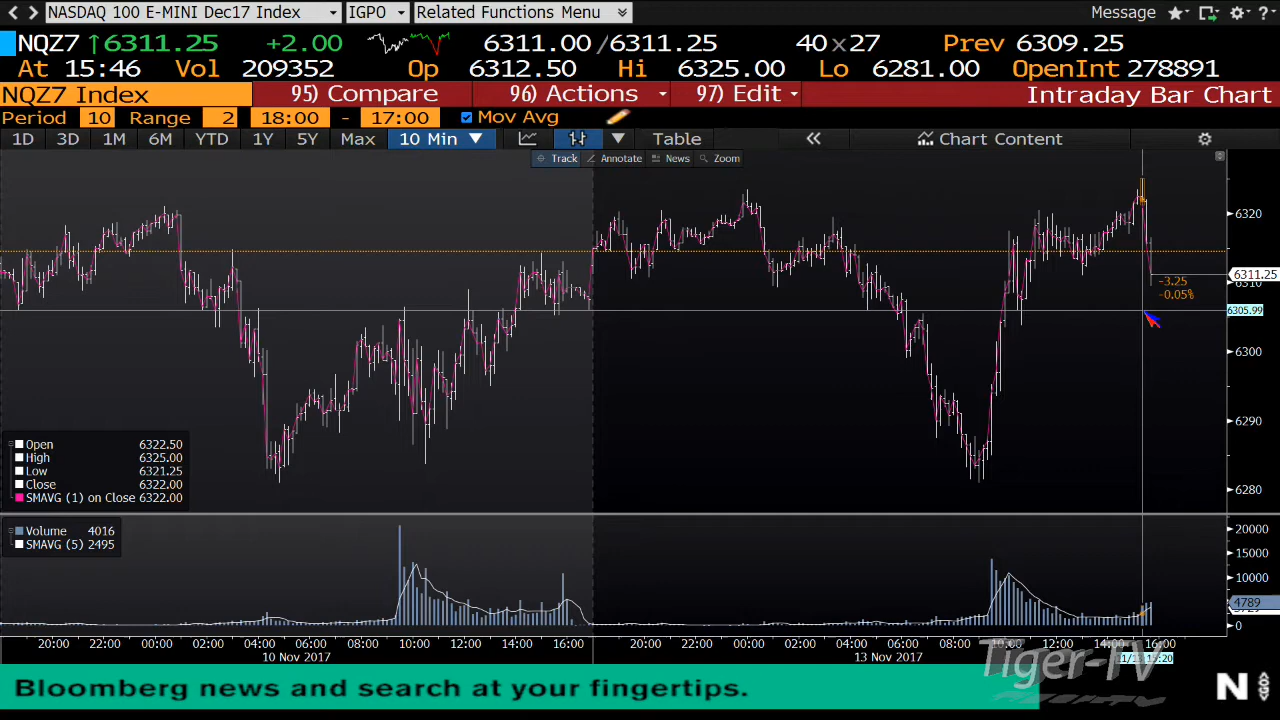 NASDAQ 100 E-MINI Dec17 Index IGPO Related Functions Menu Message
NQZ7 ↑6311.25 +2.00 6311.00/6311.25 40x27 Prev 6309.25
At 15:46 Vol 209352 Op 6312.50 Hi 6325.00 Lo 6281.00 OpenInt 278891
NQZ7 Index 95) Compare 96) Actions 97) Edit Intraday Bar Chart
Period 10 Range 2 18:00 - 17:00 Mov Avg
1D 3D 1M 6M YTD 1Y 5Y Max 10 Min Table Chart Content
Track Annotate News Zoom
6320
6311.25
-3.25
6310
-0.05%
6305.99
6300
6290
6280
Open 6322.50
High 6325.00
Low 6321.25
Close 6322.00
SMAVG (1) on Close 6322.00
Volume 4016
SMAVG (5) 2495
20000
15000
10000
4789
0
20:00 22:00 00:00 02:00 04:00 06:00 08:00 10:00 12:00 14:00 16:00 20:00 22:00 00:00 02:00 04:00 06:00 08:00 10:00 12:00 14:00 16:00
10 Nov 2017 13 Nov 2017
Tiger-TV
Bloomberg news and search at your fingertips.